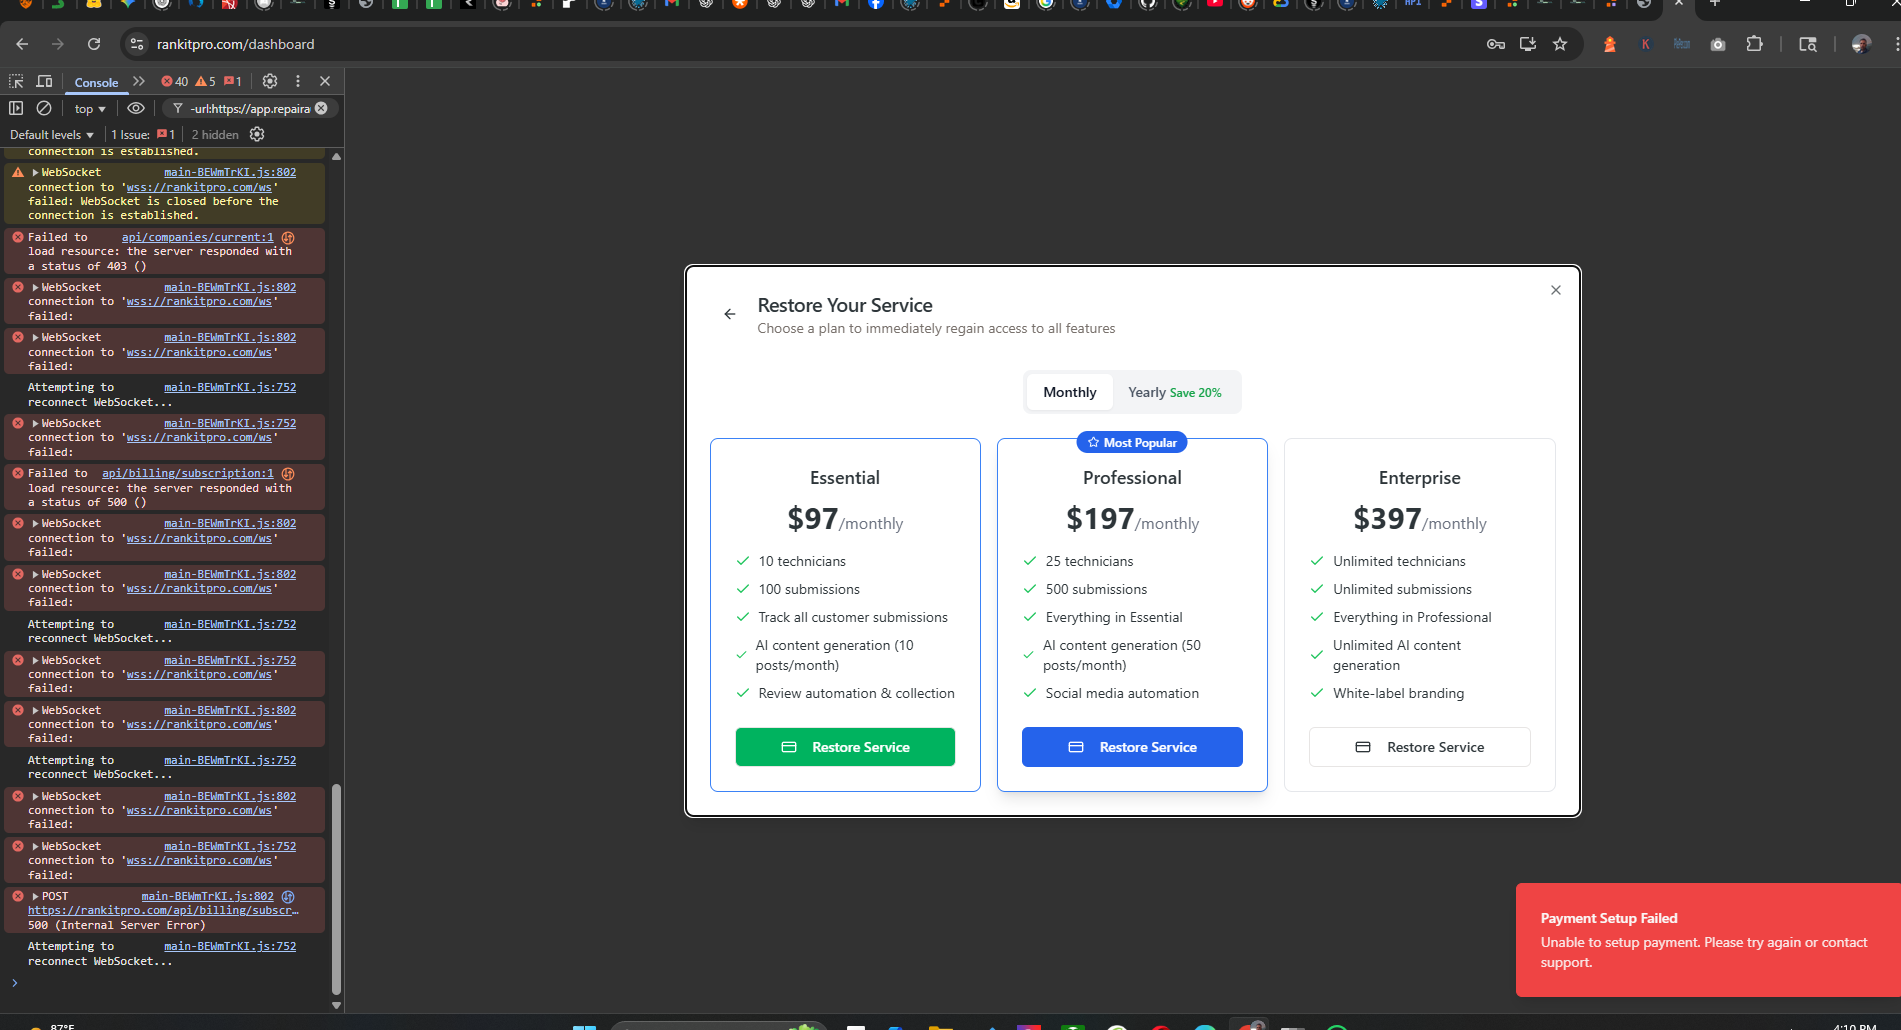 rankitpro.com/dashboard
Console
40
5
1
top
-url:https://app.repaira
Default levels
1 Issue:
1
2 hidden
connection is established.
WebSocket main-BEWmTrKI.js:802
connection to 'wss://rankitpro.com/ws'
failed: WebSocket is closed before the
connection is established.
Failed to api/companies/current:1
load resource: the server responded with
a status of 403 ()
WebSocket main-BEWmTrKI.js:802
connection to 'wss://rankitpro.com/ws'
failed:
WebSocket main-BEWmTrKI.js:802
connection to 'wss://rankitpro.com/ws'
failed:
Attempting to main-BEWmTrKI.js:752
reconnect WebSocket...
WebSocket main-BEWmTrKI.js:752
connection to 'wss://rankitpro.com/ws'
failed:
Failed to api/billing/subscription:1
load resource: the server responded with
a status of 500 ()
WebSocket main-BEWmTrKI.js:802
connection to 'wss://rankitpro.com/ws'
failed:
WebSocket main-BEWmTrKI.js:802
connection to 'wss://rankitpro.com/ws'
failed:
Attempting to main-BEWmTrKI.js:752
reconnect WebSocket...
WebSocket main-BEWmTrKI.js:752
connection to 'wss://rankitpro.com/ws'
failed:
WebSocket main-BEWmTrKI.js:802
connection to 'wss://rankitpro.com/ws'
failed:
Attempting to main-BEWmTrKI.js:752
reconnect WebSocket...
WebSocket main-BEWmTrKI.js:802
connection to 'wss://rankitpro.com/ws'
failed:
WebSocket main-BEWmTrKI.js:752
connection to 'wss://rankitpro.com/ws'
failed:
POST main-BEWmTrKI.js:802
https://rankitpro.com/api/billing/subscr…
500 (Internal Server Error)
Attempting to main-BEWmTrKI.js:752
reconnect WebSocket...
Restore Your Service
Choose a plan to immediately regain access to all features
Monthly
Yearly Save 20%
Essential
$97/monthly
10 technicians
100 submissions
Track all customer submissions
AI content generation (10
posts/month)
Review automation & collection
Restore Service
Most Popular
Professional
$197/monthly
25 technicians
500 submissions
Everything in Essential
AI content generation (50
posts/month)
Social media automation
Restore Service
Enterprise
$397/monthly
Unlimited technicians
Unlimited submissions
Everything in Professional
Unlimited AI content
generation
White-label branding
Restore Service
Payment Setup Failed
Unable to setup payment. Please try again or contact
support.
87°F
4:10 PM